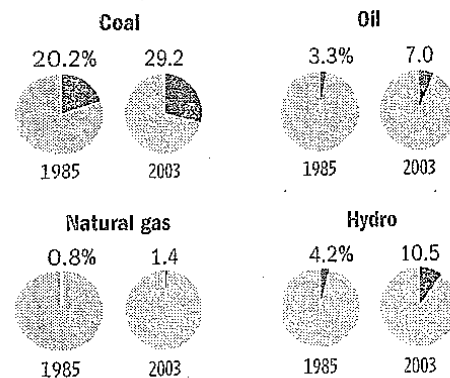 Coal
20.2% 29.2
1985 2003
Oil
3.3% 7.0
1985 2003
Natural gas
0.8% 1.4
1985 2003
Hydro
4.2% 10.5
1985 2003